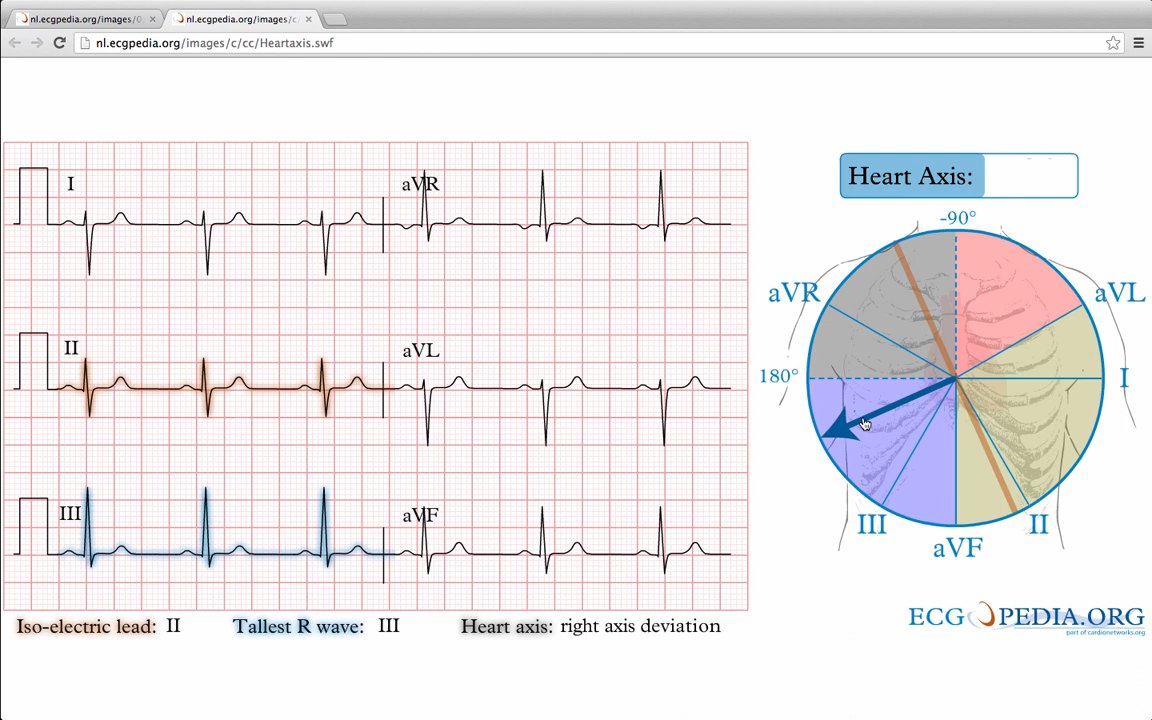 nl.ecgpedia.org/images/0
nl.ecgpedia.org/images/c
nl.ecgpedia.org/images/c/cc/Heartaxis.swf
I
aVR
II
aVL
III
aVF
Iso-electric lead: II
Tallest R wave: III
Heart axis: right axis deviation
Heart Axis:
-90°
aVR
aVL
180°
I
III
II
aVF
ECGPEDIA.ORG
part of cardionetworks.org